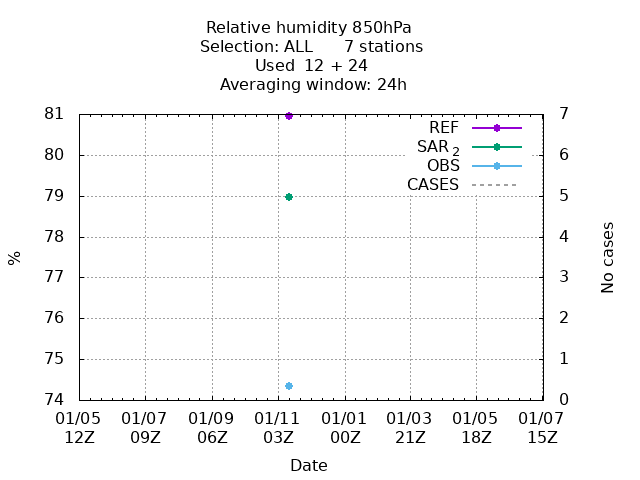 Relative humidity 850hPa
Selection: ALL      7 stations
Used  12 + 24
Averaging window: 24h
81
80
79
78
77
76
75
74
%
7
6
5
4
3
2
1
0
No cases
REF
SAR 2
OBS
CASES
01/05 01/07 01/09 01/11 01/01 01/03 01/05 01/07
12Z 09Z 06Z 03Z 00Z 21Z 18Z 15Z
Date